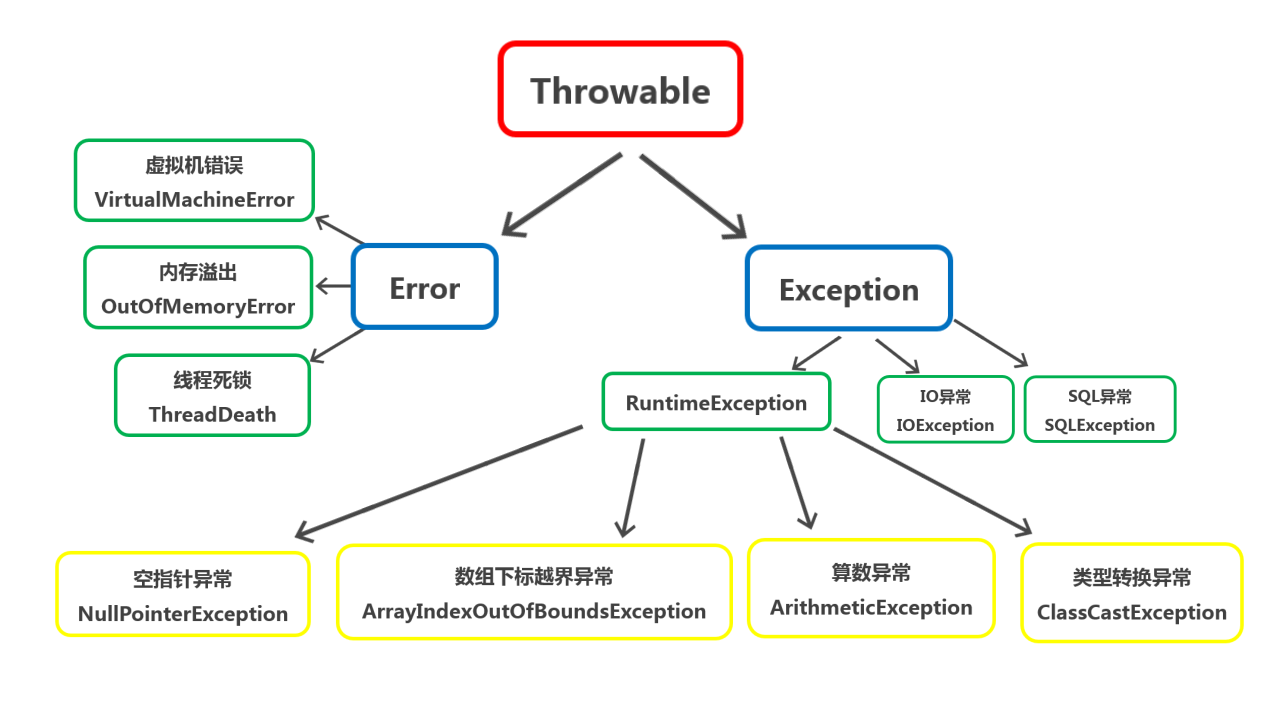 Throwable
虚拟机错误
VirtualMachineError
内存溢出
OutOfMemoryError
线程死锁
ThreadDeath
Error
Exception
RuntimeException
IO异常
IOException
SQL异常
SQLException
空指针异常
NullPointerException
数组下标越界异常
ArrayIndexOutOfBoundsException
算数异常
ArithmeticException
类型转换异常
ClassCastException